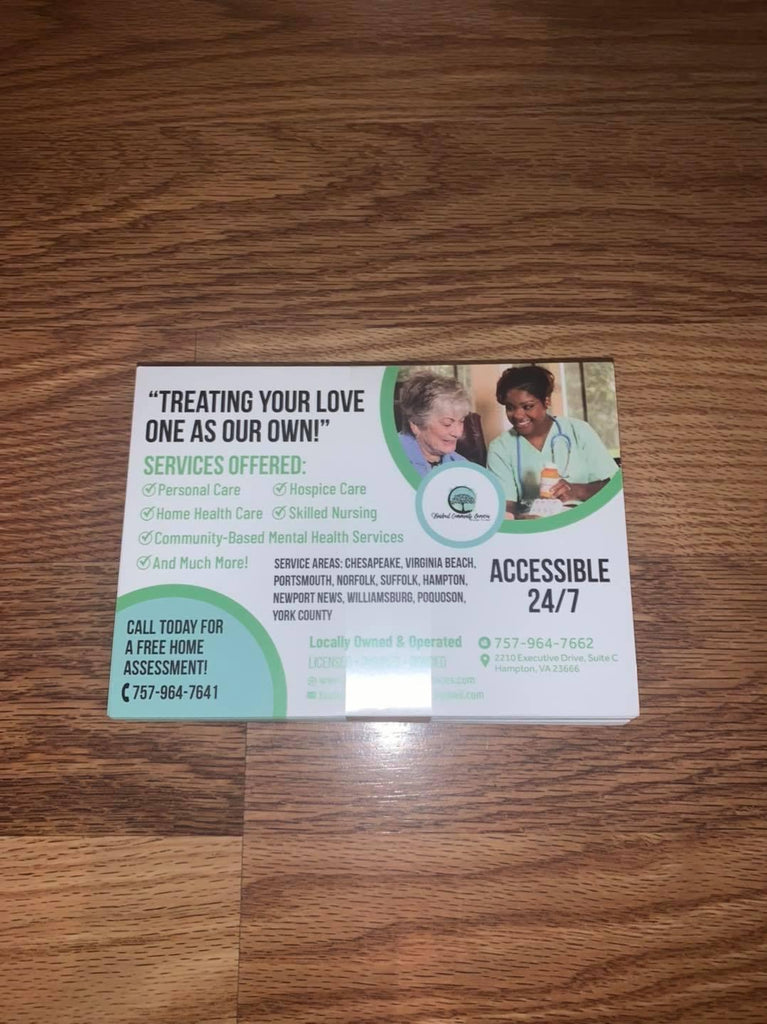 “TREATING YOUR LOVE
ONE AS OUR OWN!”
SERVICES OFFERED:
Personal Care
Hospice Care
Home Health Care
Skilled Nursing
Community-Based Mental Health Services
And Much More!
SERVICE AREAS: CHESAPEAKE, VIRGINIA BEACH,
PORTSMOUTH, NORFOLK, SUFFOLK, HAMPTON,
NEWPORT NEWS, WILLIAMSBURG, POQUOSON,
YORK COUNTY
ACCESSIBLE
24/7
CALL TODAY FOR
A FREE HOME
ASSESSMENT!
757-964-7641
Locally Owned & Operated
757-964-7662
2210 Executive Drive, Suite C
Hampton, VA 23666